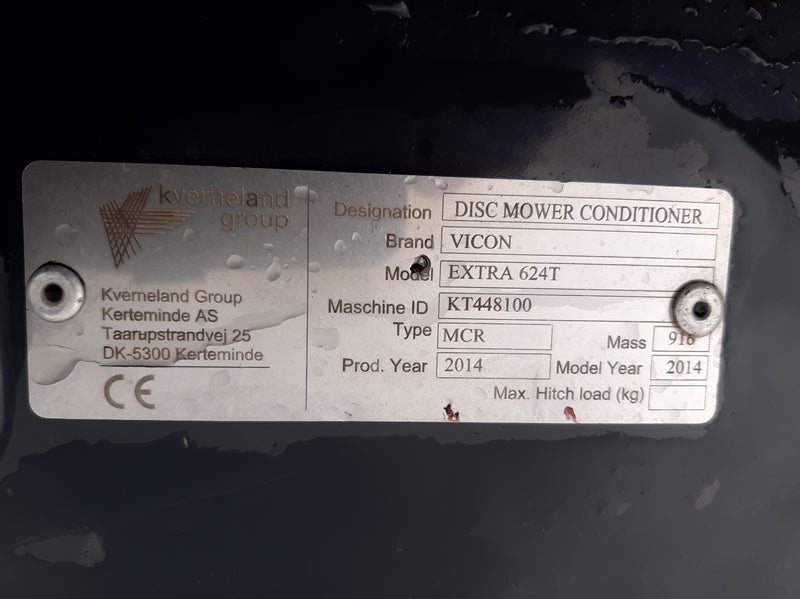 kverneland
group
Kverneland Group
Kerteminde AS
Taarupstrandvej 25
DK-5300 Kerteminde
CE
Designation DISC MOWER CONDITIONER
Brand VICON
Model EXTRA 624T
Maschine ID KT448100
Type MCR Mass 916
Prod. Year 2014 Model Year 2014
Max. Hitch load (kg)